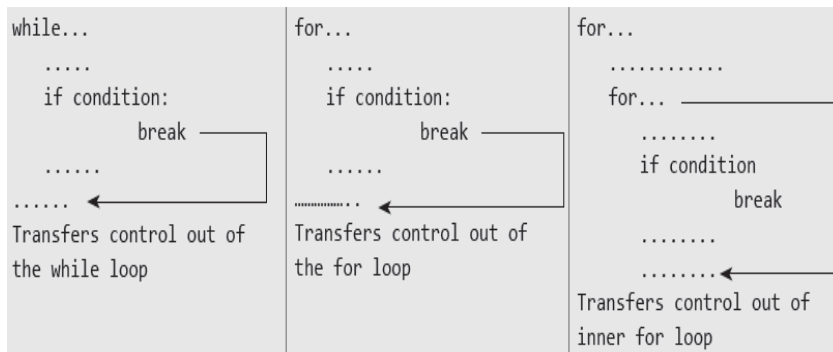 while...
.....
if condition:
break
......
......
Transfers control out of
the while loop
for...
.....
if condition:
break
......
................
Transfers control out of
the for loop
for...
............
for...
........
if condition
break
........
........
Transfers control out of
inner for loop